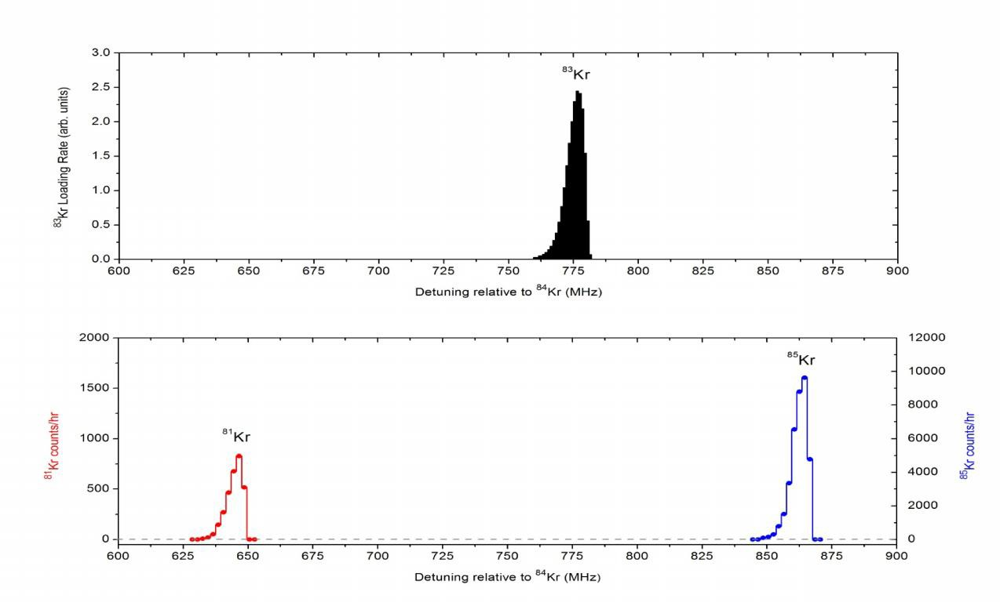 3.0
2.5
2.0
1.5
1.0
0.5
0.0
⁸³Kr Loading Rate (arb. units)
⁸³Kr
600 625 650 675 700 725 750 775 800 825 850 875 900
Detuning relative to ⁸⁴Kr (MHz)
2000
1500
1000
500
0
⁸¹Kr counts/hr
⁸¹Kr
⁸⁵Kr
12000
10000
8000
6000
4000
2000
0
⁸⁵Kr counts/hr
600 625 650 675 700 725 750 775 800 825 850 875 900
Detuning relative to ⁸⁴Kr (MHz)